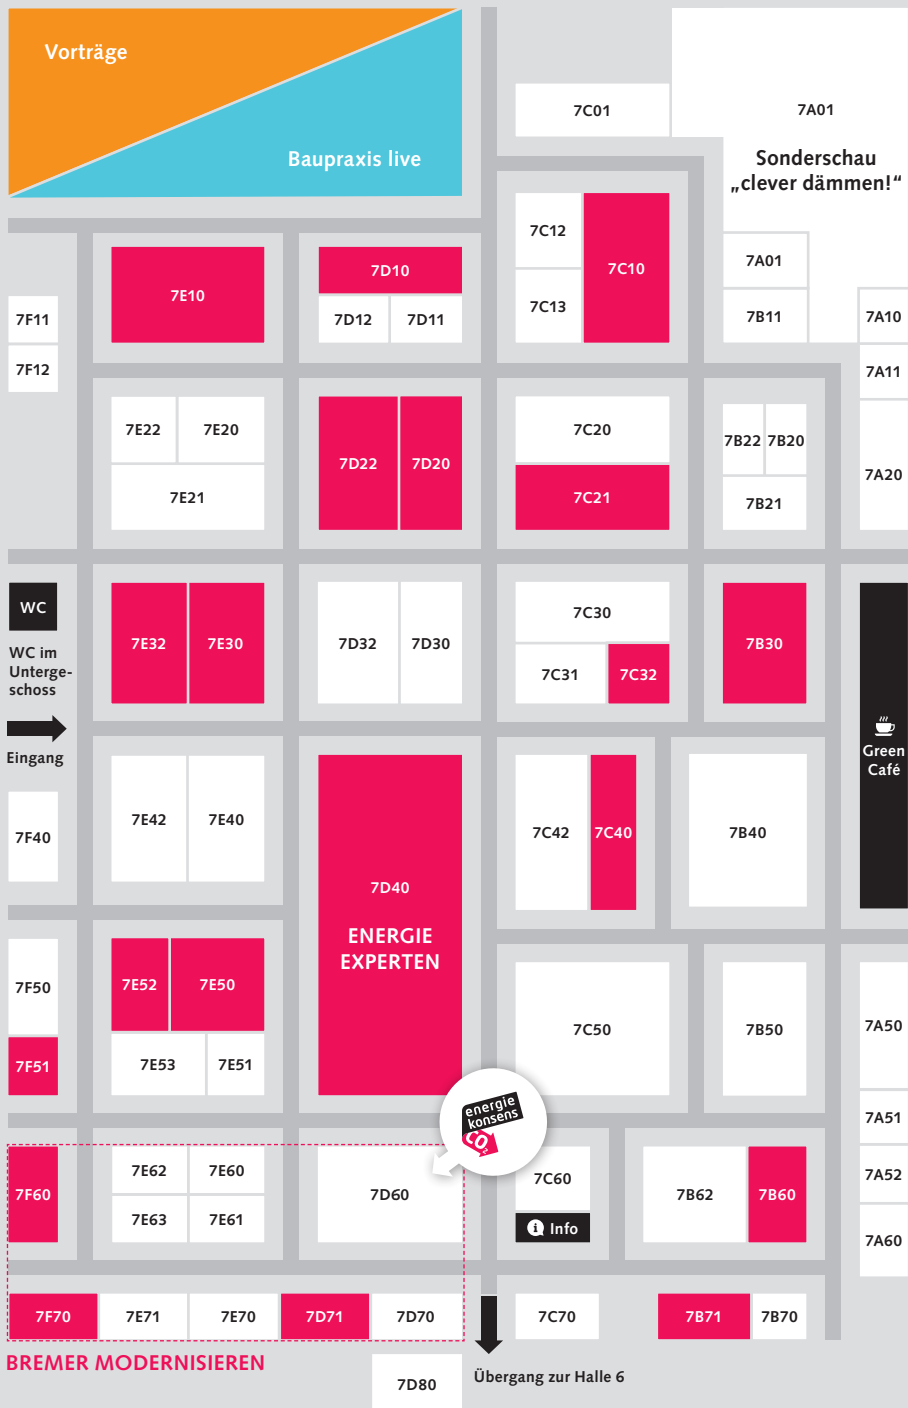 Vorträge
Baupraxis live
7C01
7A01
Sonderschau
„clever dämmen!“
7C12
7C10
7C13
7A01
7B11
7A10
7A11
7E10
7D10
7D12
7D11
7F11
7F12
7E22
7E20
7E21
7D22
7D20
7C20
7C21
7B22
7B20
7B21
7A20
WC
WC im
Unterge-
schoss
Eingang
7E32
7E30
7D32
7D30
7C30
7C31
7C32
7B30
Green
Café
7F40
7E42
7E40
7D40
ENERGIE
EXPERTEN
7C42
7C40
7B40
7F50
7F51
7E52
7E50
7E53
7E51
7C50
7B50
7A50
7A51
7A52
7A60
energie
konsens
CO2
7F60
7E62
7E60
7E63
7E61
7D60
7C60
i Info
7B62
7B60
7F70
7E71
7E70
7D71
7D70
7C70
7B71
7B70
BREMER MODERNISIEREN
7D80
Übergang zur Halle 6